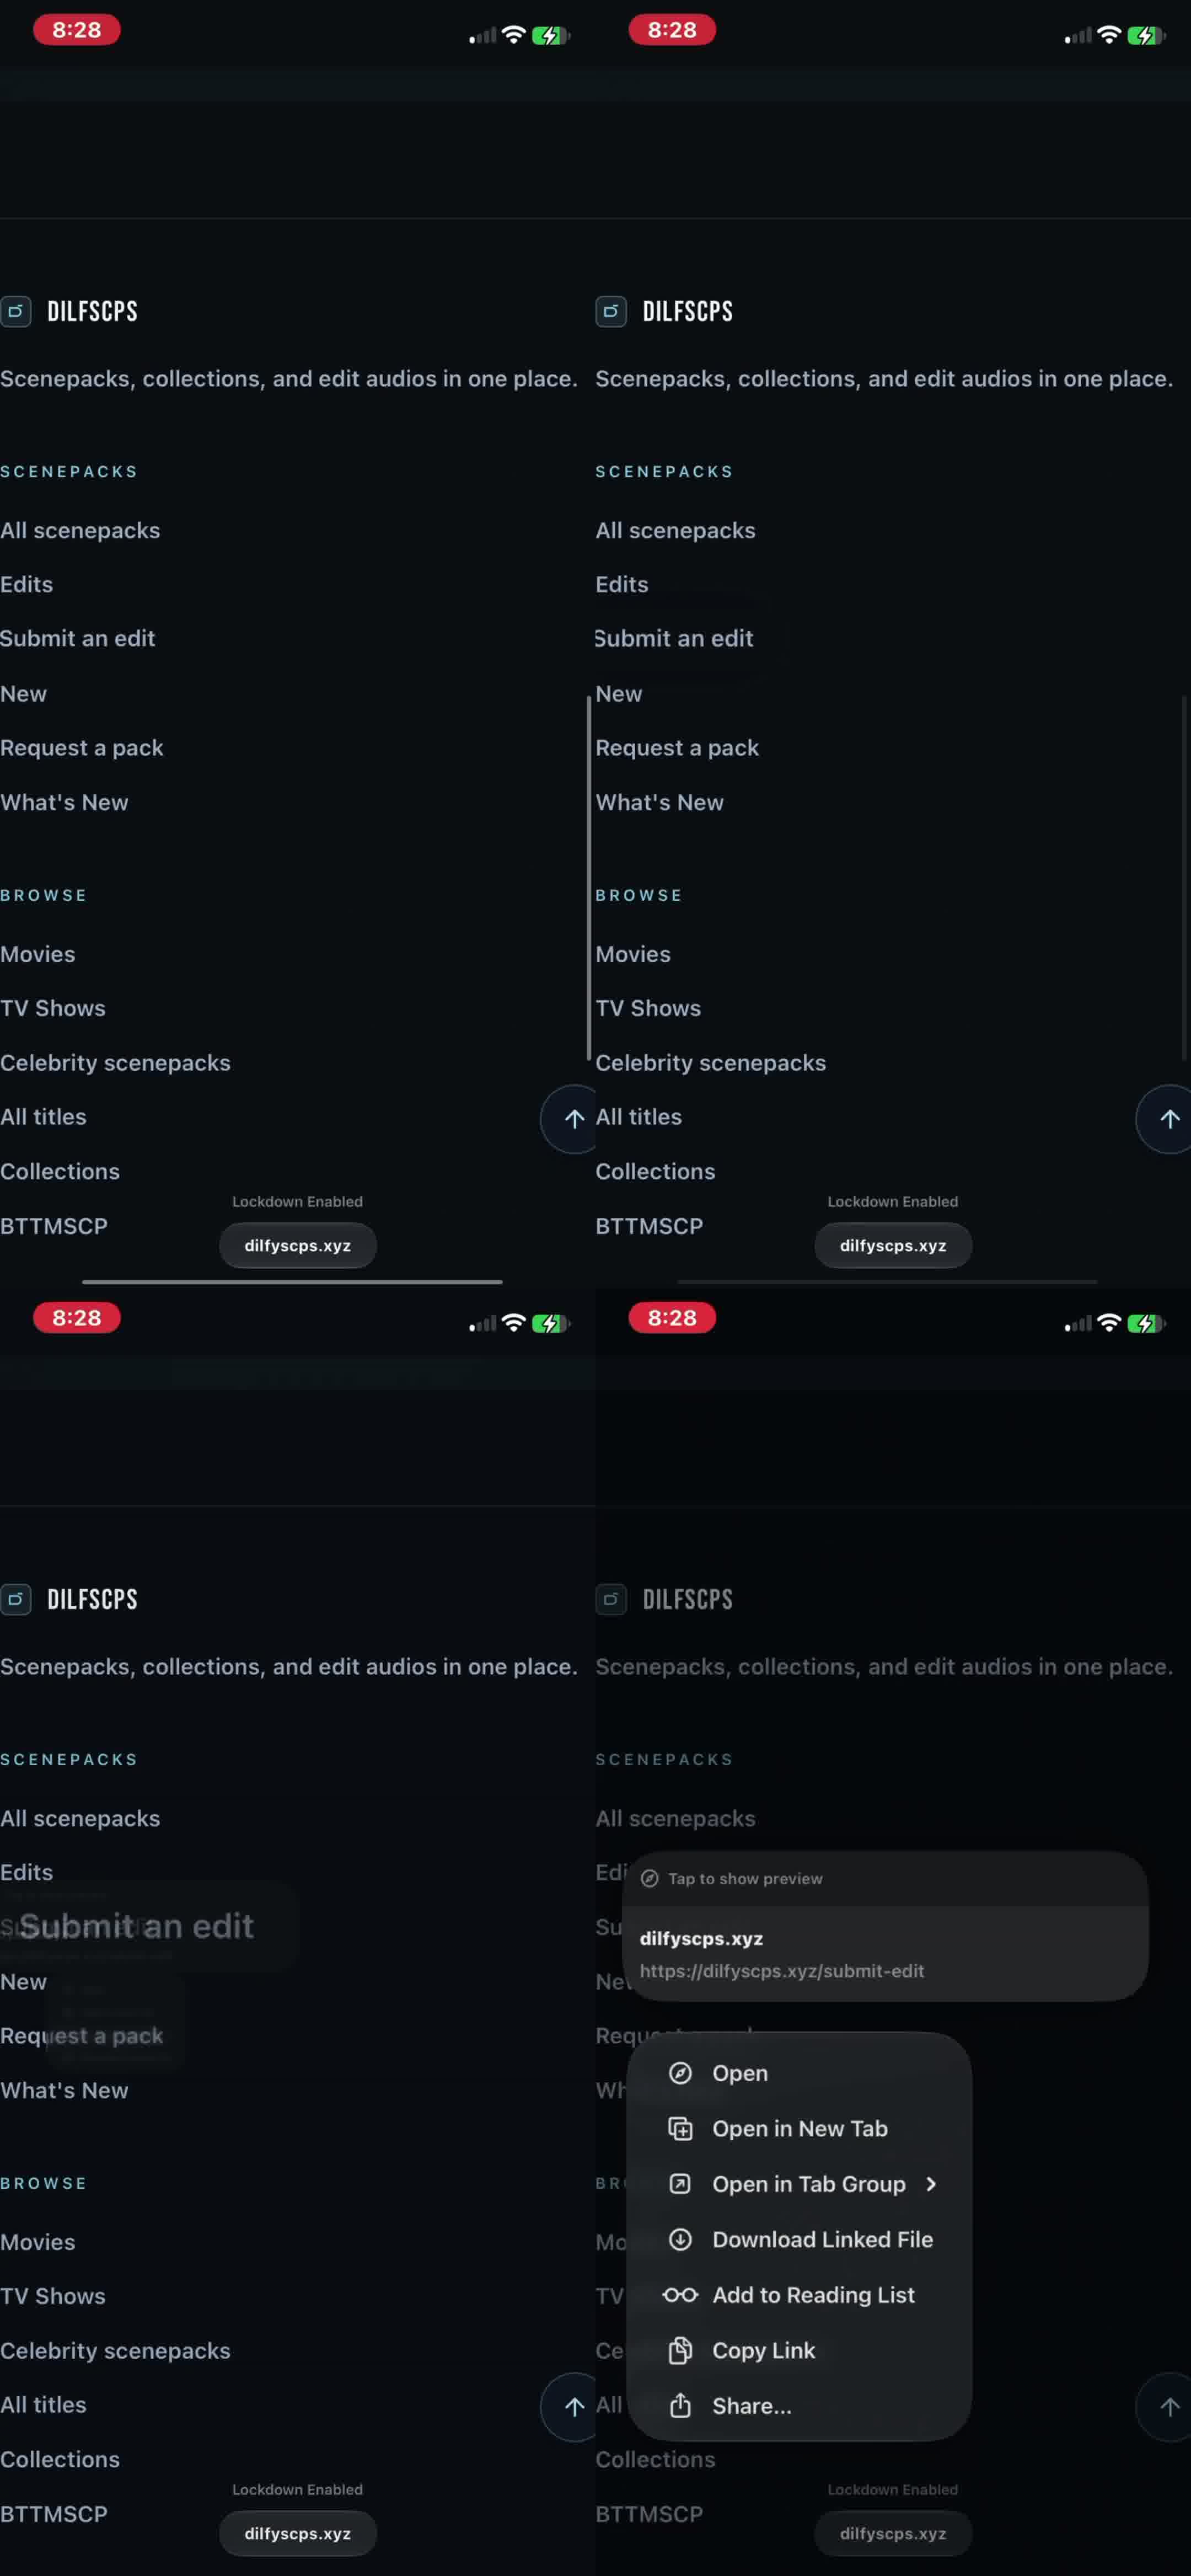 8:28
DILFSCPS
Scenepacks, collections, and edit audios in one place.
SCENEPACKS
All scenepacks
Edits
Submit an edit
New
Request a pack
What's New
BROWSE
Movies
TV Shows
Celebrity scenepacks
All titles
Collections
BTTMSCP
Lockdown Enabled
dilfyscps.xyz
8:28
DILFSCPS
Scenepacks, collections, and edit audios in one place.
SCENEPACKS
All scenepacks
Edits
Submit an edit
New
Request a pack
What's New
BROWSE
Movies
TV Shows
Celebrity scenepacks
All titles
Collections
BTTMSCP
Lockdown Enabled
dilfyscps.xyz
8:28
DILFSCPS
Scenepacks, collections, and edit audios in one place.
SCENEPACKS
All scenepacks
Edits
Submit an edit
New
Request a pack
What's New
BROWSE
Movies
TV Shows
Celebrity scenepacks
All titles
Collections
BTTMSCP
Lockdown Enabled
dilfyscps.xyz
8:28
DILFSCPS
Scenepacks, collections, and edit audios in one place.
SCENEPACKS
All scenepacks
Tap to show preview
dilfyscps.xyz
https://dilfyscps.xyz/submit-edit
Open
Open in New Tab
Open in Tab Group
Download Linked File
Add to Reading List
Copy Link
Share...
All
Collections
BTTMSCP
Lockdown Enabled
dilfyscps.xyz